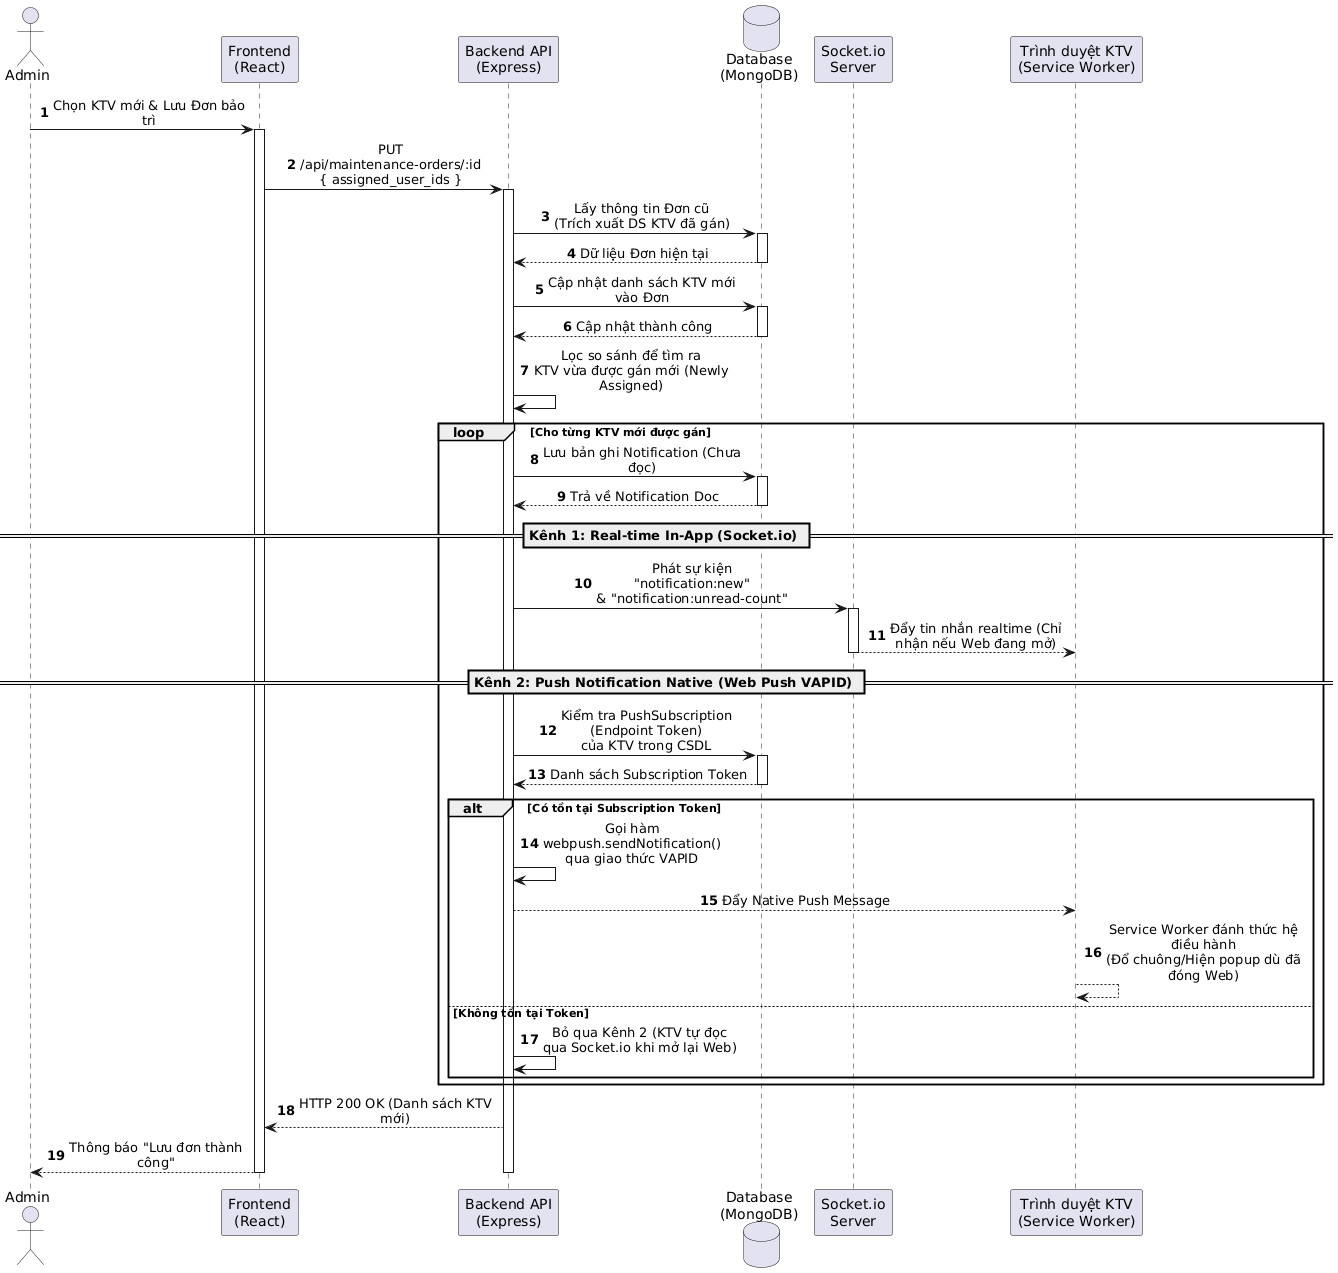 Admin
Frontend
(React)
Backend API
(Express)
Database
(MongoDB)
Socket.io
Server
Trình duyệt KTV
(Service Worker)
1 Chọn KTV mới & Lưu Đơn bảo
trì
PUT
2 /api/maintenance-orders/:id
{ assigned_user_ids }
3 Lấy thông tin Đơn cũ
(Trích xuất DS KTV đã gán)
4 Dữ liệu Đơn hiện tại
5 Cập nhật danh sách KTV mới
vào Đơn
6 Cập nhật thành công
Lọc so sánh để tìm ra
7 KTV vừa được gán mới (Newly
Assigned)
loop [Cho từng KTV mới được gán]
8 Lưu bản ghi Notification (Chưa
đọc)
9 Trả về Notification Doc
Kênh 1: Real-time In-App (Socket.io)
Phát sự kiện
10 "notification:new"
& "notification:unread-count"
11 Đẩy tin nhắn realtime (Chỉ
nhận nếu Web đang mở)
Kênh 2: Push Notification Native (Web Push VAPID)
Kiểm tra PushSubscription
12 (Endpoint Token)
của KTV trong CSDL
13 Danh sách Subscription Token
alt [Có tồn tại Subscription Token]
Gọi hàm
14 webpush.sendNotification()
qua giao thức VAPID
15 Đẩy Native Push Message
Service Worker đánh thức hệ
điều hành
16 (Đổ chuông/Hiện popup dù đã
đóng Web)
[Không tồn tại Token]
17 Bỏ qua Kênh 2 (KTV tự đọc
qua Socket.io khi mở lại Web)
18 HTTP 200 OK (Danh sách KTV
mới)
19 Thông báo "Lưu đơn thành
công"
Admin
Frontend
(React)
Backend API
(Express)
Database
(MongoDB)
Socket.io
Server
Trình duyệt KTV
(Service Worker)